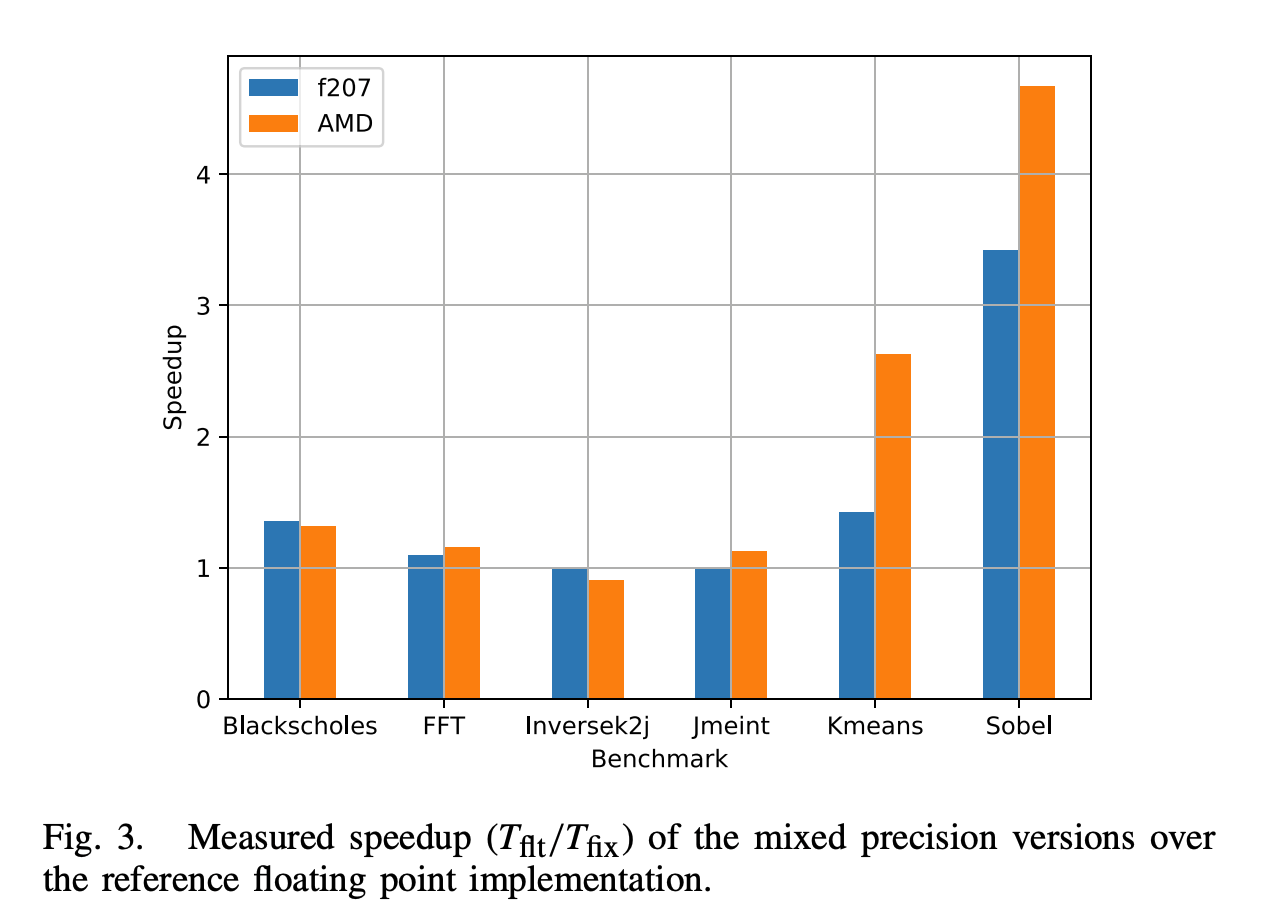 f207
AMD
4
3
2
1
0
Speedup
Blackscholes FFT Inversek2j Jmeint Kmeans Sobel
Benchmark
Fig. 3. Measured speedup (Tflt/Tfix) of the mixed precision versions over
the reference floating point implementation.